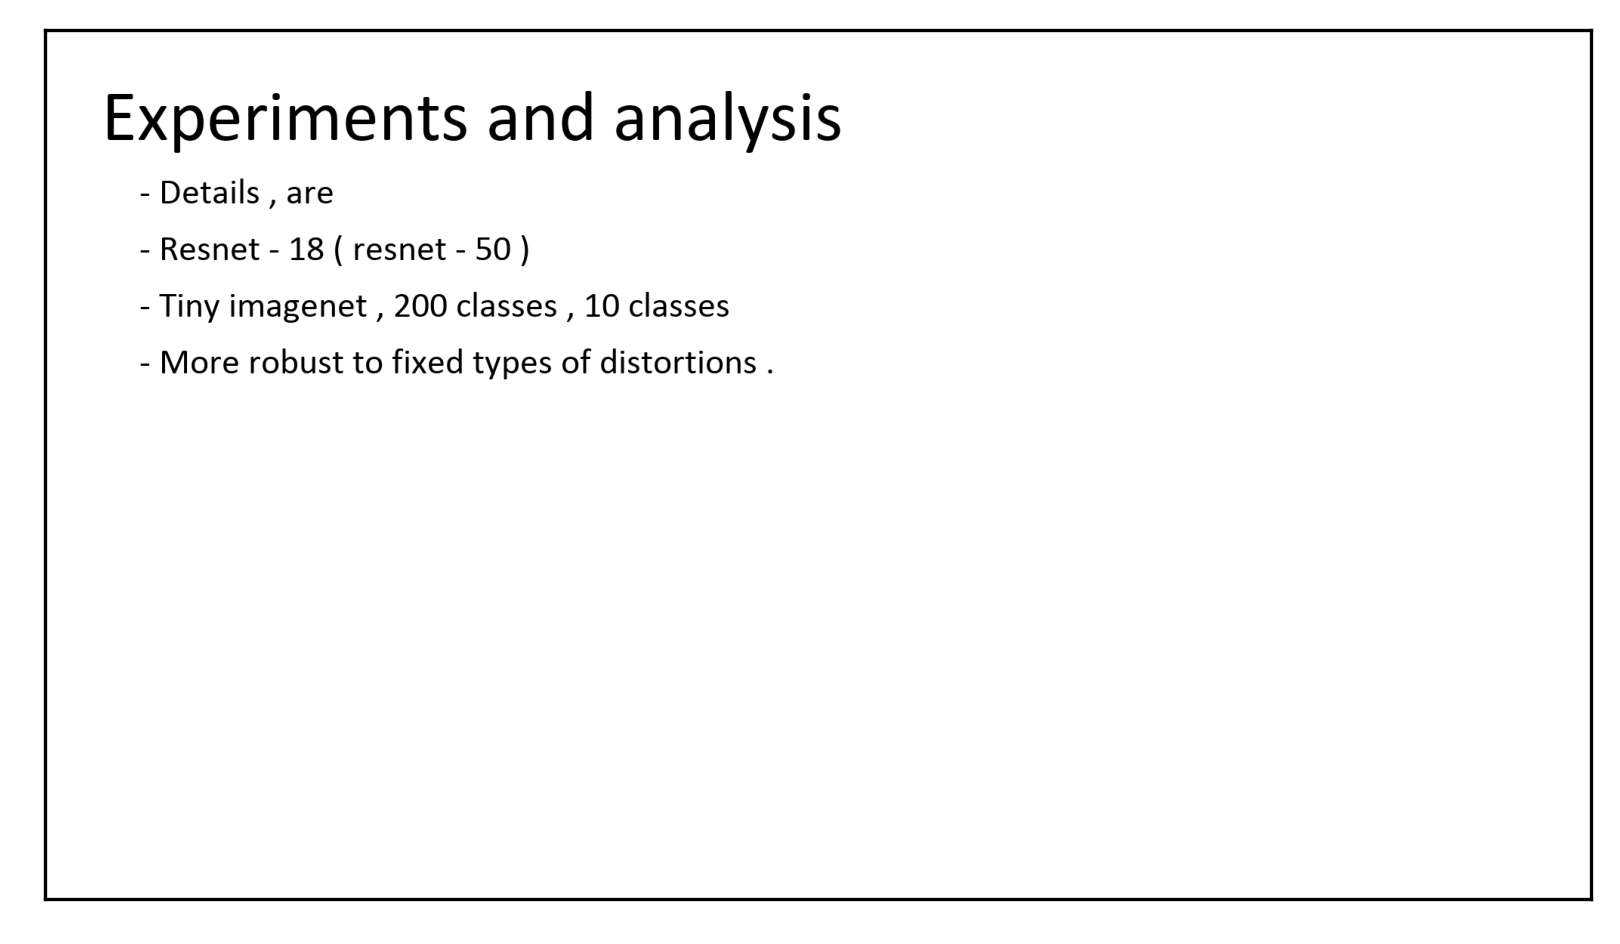 Experiments and analysis
- Details , are
- Resnet - 18 ( resnet - 50 )
- Tiny imagenet , 200 classes , 10 classes
- More robust to fixed types of distortions .